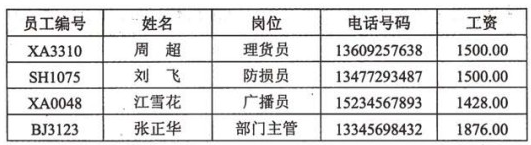 员工编号 姓名 岗位 电话号码 工资
XA3310 周 超 理货员 13609257638 1500.00
SH1075 刘 飞 防损员 13477293487 1500.00
XA0048 江雪花 广播员 15234567893 1428.00
BJ3123 张正华 部门主管 13345698432 1876.00